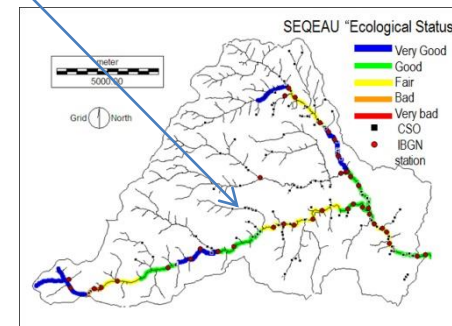 SEQEAU "Ecological Status"
meter
5000.00
Grid North
Very Good
Good
Fair
Bad
Very bad
CSO
IBGN
station